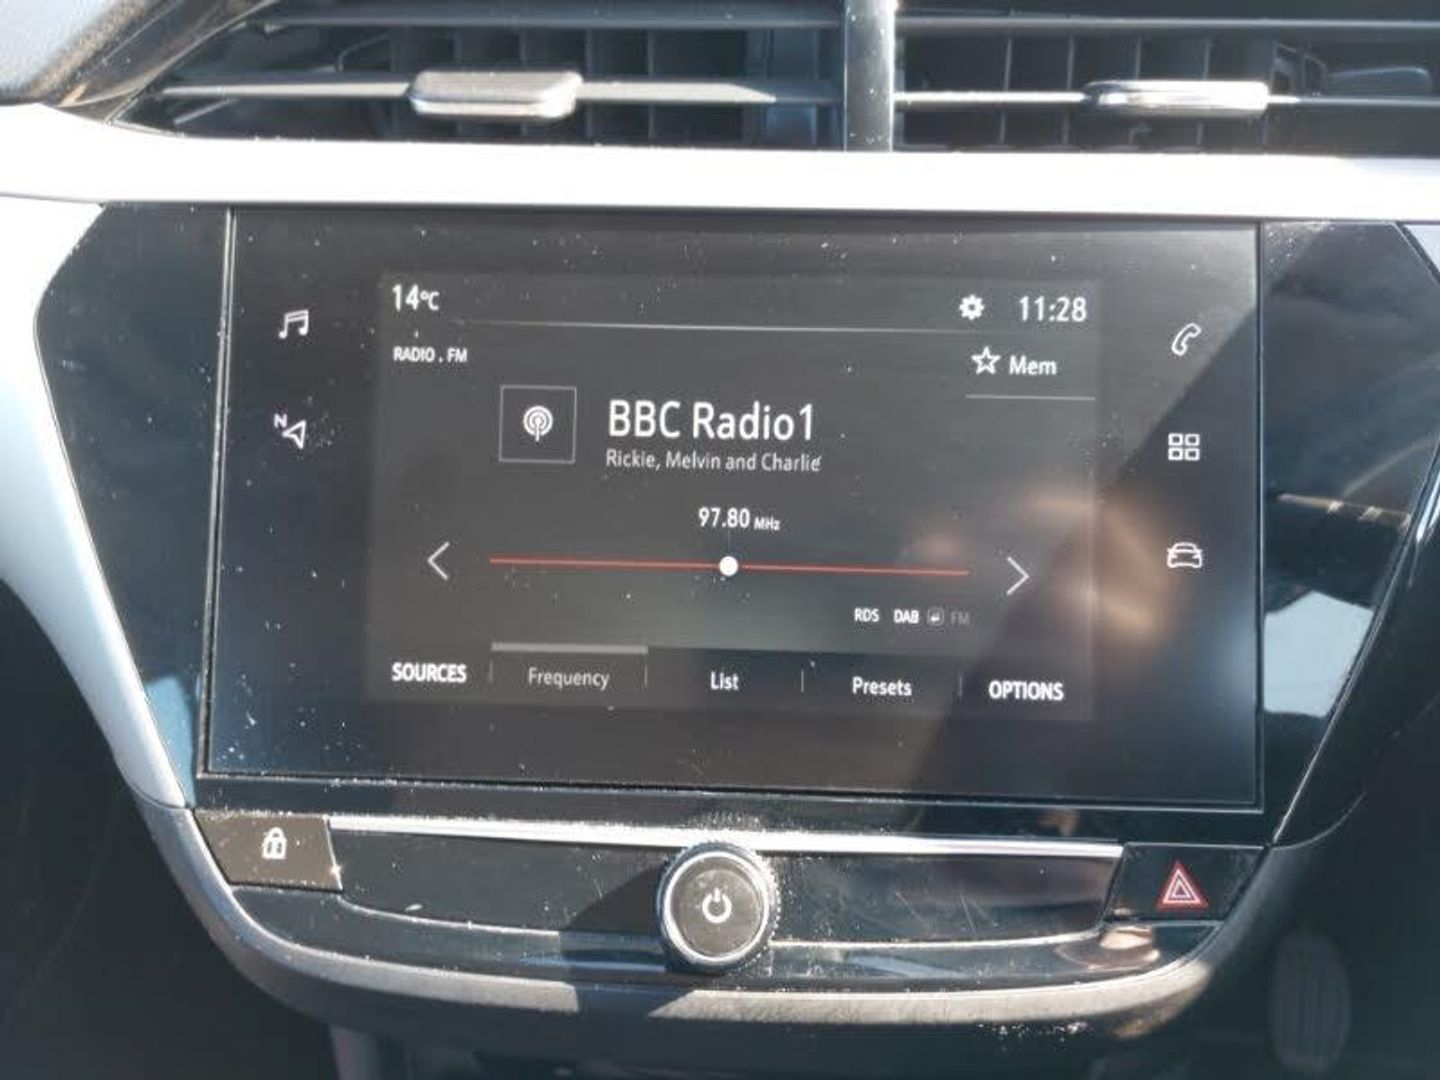 14°C
11:28
RADIO . FM
Mem
BBC Radio1
Rickie, Melvin and Charlie
97.80 MHz
RDS DAB FM
SOURCES Frequency List Presets OPTIONS
N